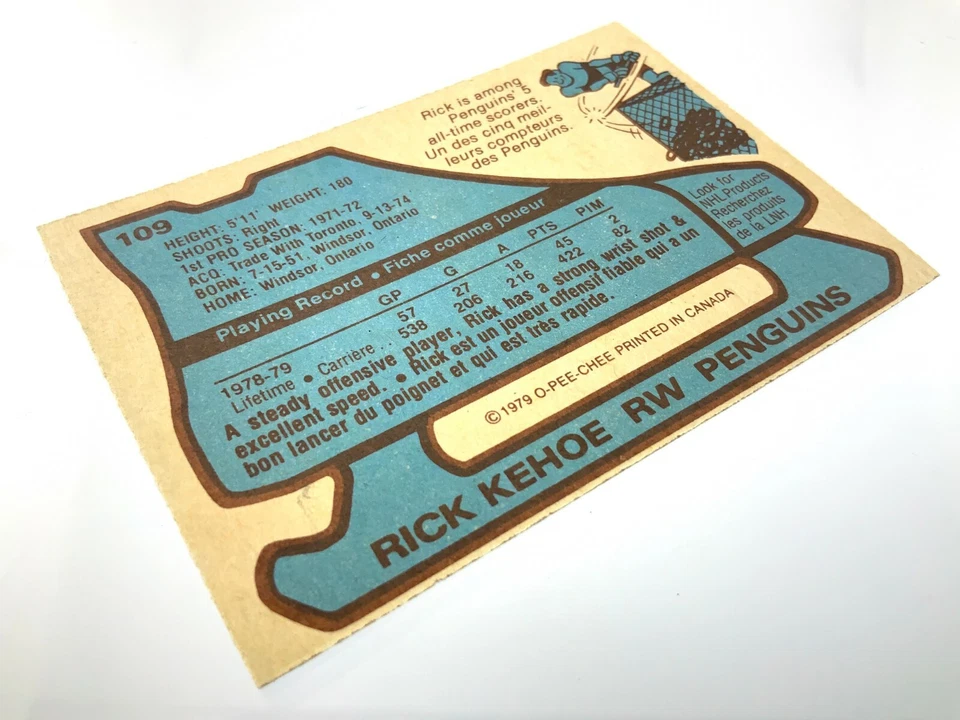 109
HEIGHT: 5'11' WEIGHT: 180
SHOOTS: Right
1st PRO SEASON: 1971-72
ACQ: Trade With Toronto, 9-13-74
BORN: 7-15-51, Windsor, Ontario
HOME: Windsor, Ontario
Rick is among
Penguins' 5
all-time scorers.
Un des cinq meil-
leurs compteurs
des Penguins.
Playing Record • Fiche comme joueur
GP G A PTS PIM
1978-79 57 27 18 45 2
Lifetime • Carrière ... 538 206 216 422 82
A steady offensive player, Rick has a strong wrist shot &
excellent speed. • Rick est un joueur offensif fiable qui a un
bon lancer du poignet et qui est très rapide.
Look for
NHL Products
Recherchez
les produits
de la LNH
© 1979 O-PEE-CHEE PRINTED IN CANADA
RICK KEHOE RW PENGUINS